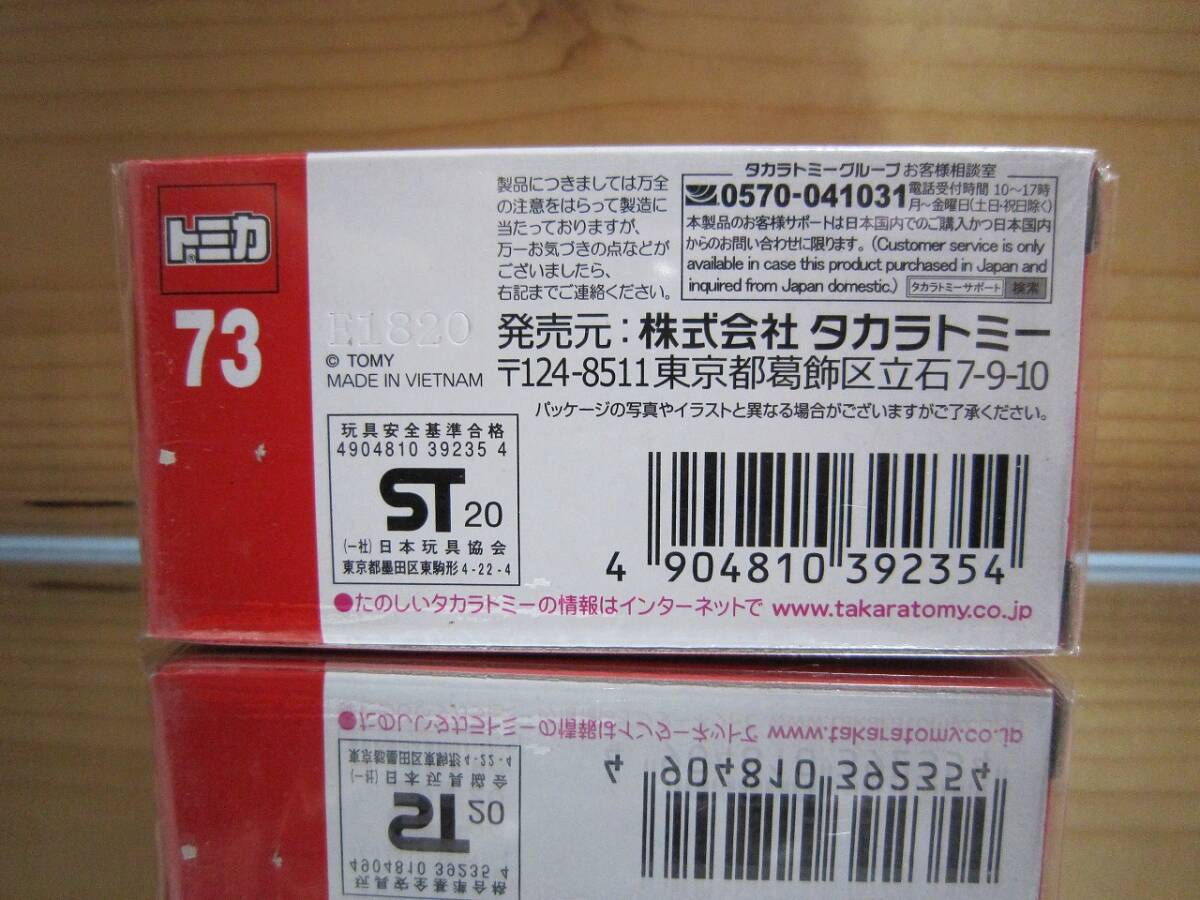 トミカ®
73
E1820
© TOMY
MADE IN VIETNAM
製品につきましては万全
の注意をはらって製造に
当たっておりますが、
万一お気づきの点などが
ございましたら、
右記までご連絡ください。
タカラトミーグループ お客様相談室
0570-041031 電話受付時間 10〜17時
月〜金曜日(土日・祝日除く)
本製品のお客様サポートは日本国内でのご購入かつ日本国内
からのお問い合わせに限ります。(Customer service is only
available in case this product purchased in Japan and
inquired from Japan domestic.) タカラトミーサポート 検索
発売元:株式会社 タカラトミー
〒124-8511 東京都葛飾区立石 7-9-10
パッケージの写真やイラストと異なる場合がございますがご了承ください。
玩具安全基準合格
4904810 39235 4
ST 20
(一社)日本玩具協会
東京都墨田区東駒形 4-22-4
4 904810 392354
●たのしいタカラトミーの情報はインターネットで www.takaratomy.co.jp